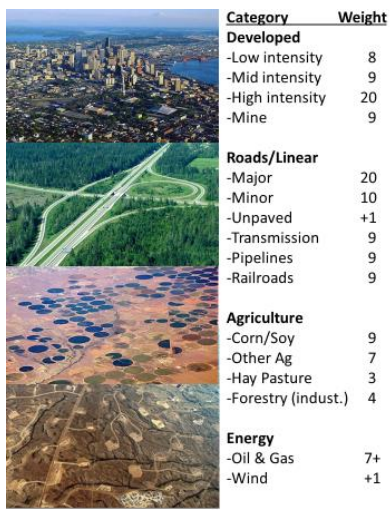 Category Weight
Developed
-Low intensity 8
-Mid intensity 9
-High intensity 20
-Mine 9
Roads/Linear
-Major 20
-Minor 10
-Unpaved +1
-Transmission 9
-Pipelines 9
-Railroads 9
Agriculture
-Corn/Soy 9
-Other Ag 7
-Hay Pasture 3
-Forestry (indust.) 4
Energy
-Oil & Gas 7+
-Wind +1